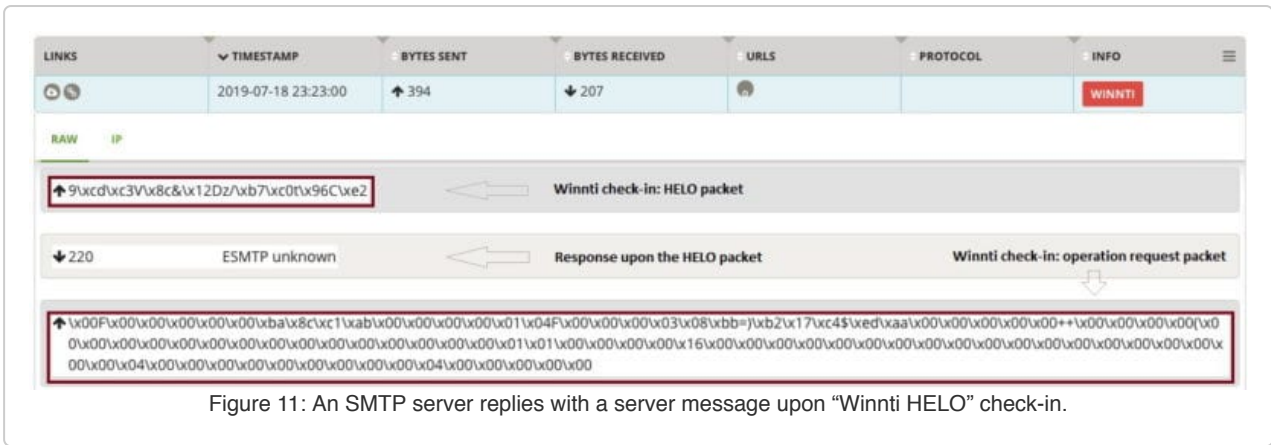 LINKS TIMESTAMP BYTES SENT BYTES RECEIVED URLS PROTOCOL INFO
2019-07-18 23:23:00 394 207 WINNTI
RAW IP
9\xcd\xc3V\x8c&\x12Dz/\xb7\xc0t\x96C\xe2 Winnti check-in: HELO packet
220 ESMTP unknown Response upon the HELO packet Winnti check-in: operation request packet
\x00F\x00\x00\x00\x00\x00\xba\x8c\xc1\xab\x00\x00\x00\x00\x01\x04F\x00\x00\x00\x03\x08\xbb=)\xb2\x17\xc4$\xed\xaa\x00\x00\x00\x00\x00++\x00\x00\x00\x00(\x0
0\x00\x00\x00\x00\x00\x00\x00\x00\x00\x00\x00\x01\x01\x00\x00\x00\x00\x16\x00\x00\x00\x00\x00\x00\x00\x00\x00\x00\x00\x00\x00\x00\x00\x00\x
00\x00\x04\x00\x00\x00\x00\x00\x00\x00\x00\x04\x00\x00\x00\x00\x00
Figure 11: An SMTP server replies with a server message upon “Winnti HELO” check-in.